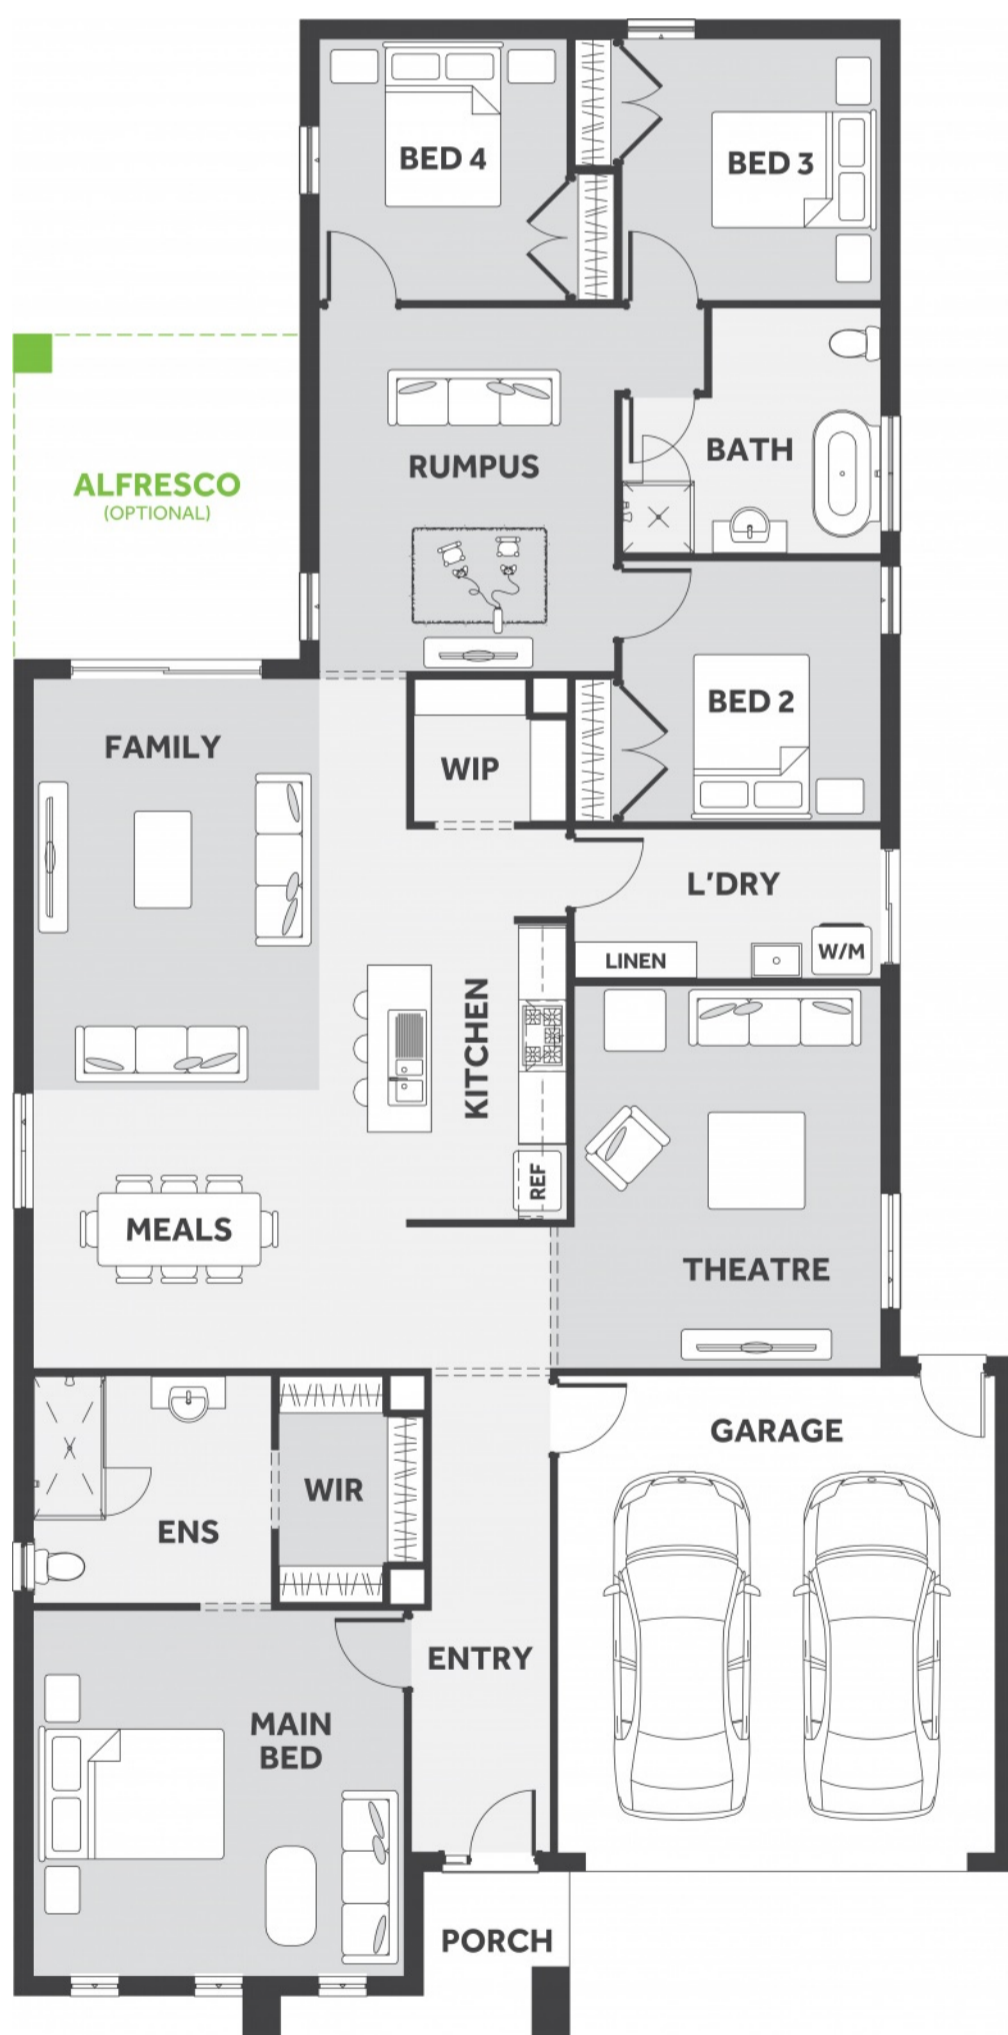 BED 4
BED 3
ALFRESCO
(OPTIONAL)
RUMPUS
BATH
BED 2
FAMILY
WIP
L'DRY
LINEN
W/M
KITCHEN
REF
MEALS
THEATRE
GARAGE
WIR
ENS
ENTRY
MAIN
BED
PORCH